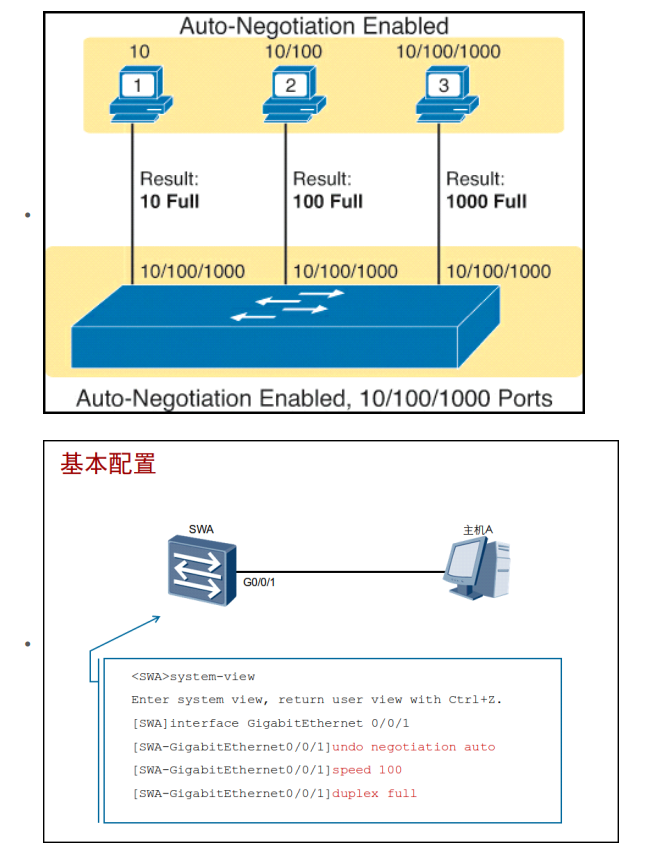 Auto-Negotiation Enabled
10 10/100 10/100/1000
1 2 3
Result: Result: Result:
10 Full 100 Full 1000 Full
10/100/1000 10/100/1000 10/100/1000
Auto-Negotiation Enabled, 10/100/1000 Ports
基本配置
SWA 主机A
G0/0/1
<SWA>system-view
Enter system view, return user view with Ctrl+Z.
[SWA]interface GigabitEthernet 0/0/1
[SWA-GigabitEthernet0/0/1]undo negotiation auto
[SWA-GigabitEthernet0/0/1]speed 100
[SWA-GigabitEthernet0/0/1]duplex full